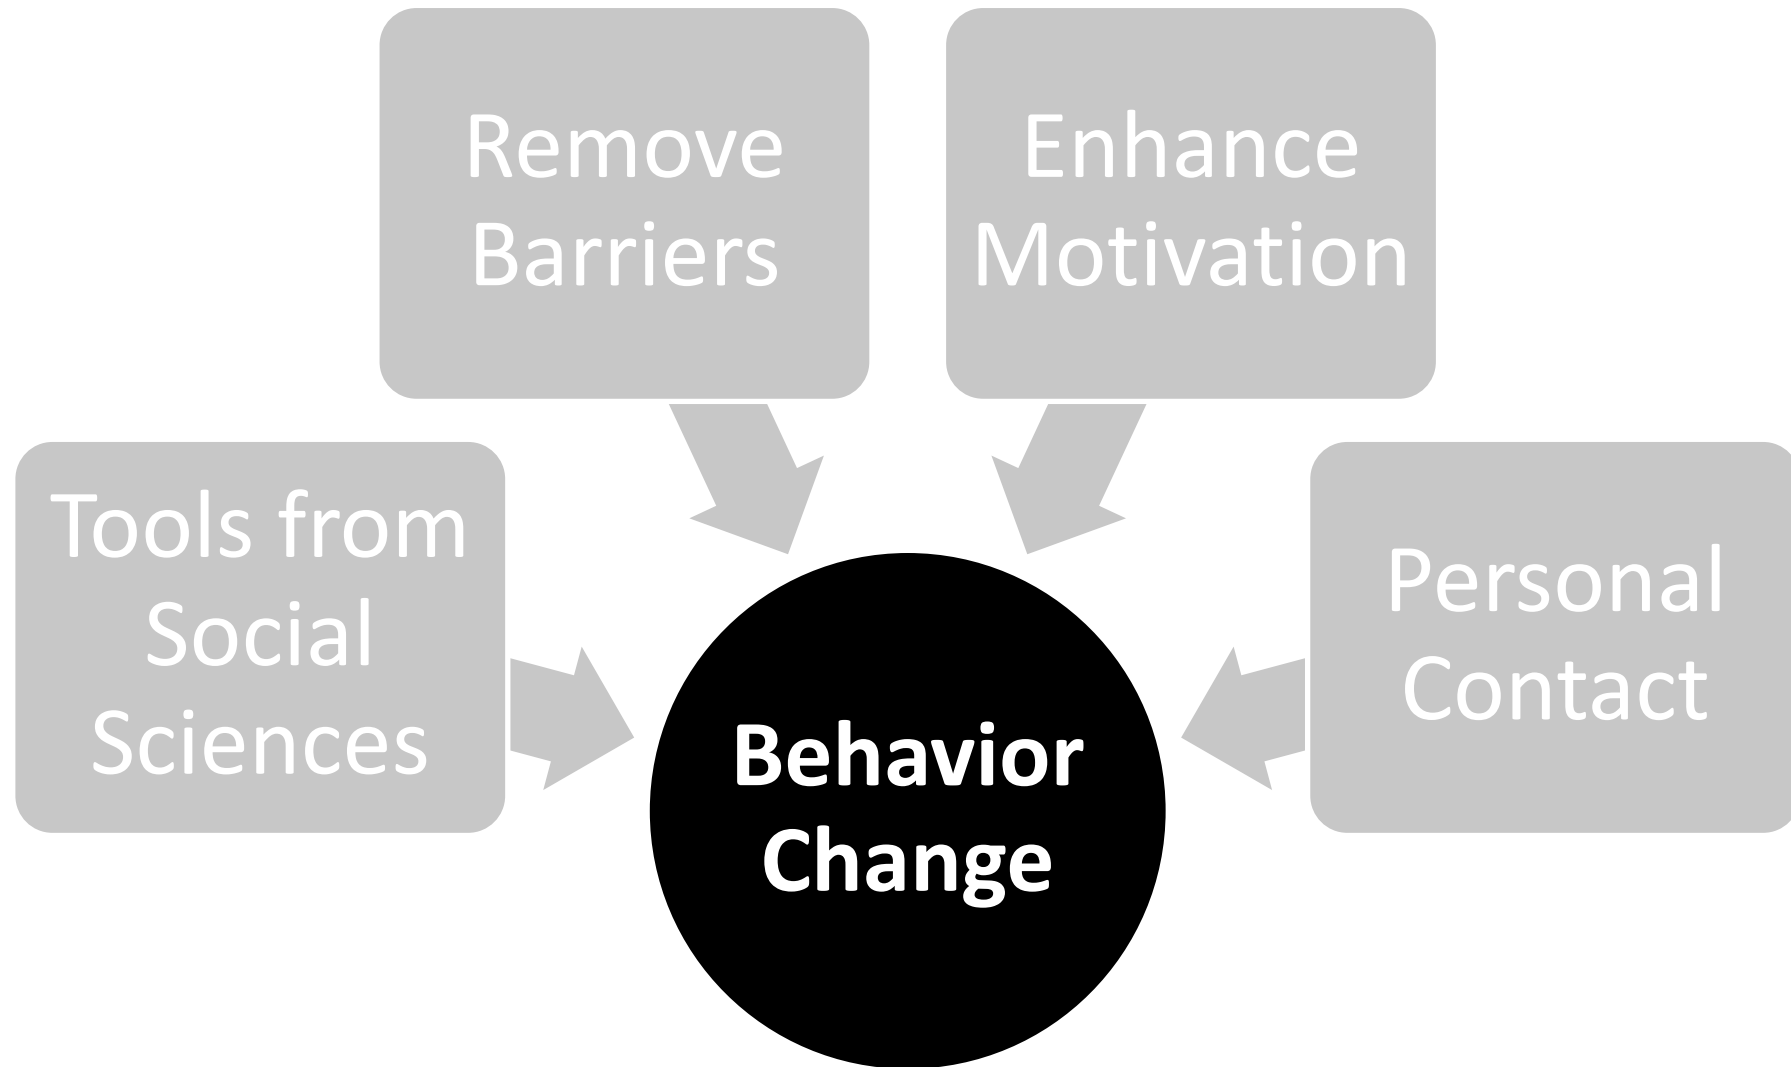 Remove
Barriers
Enhance
Motivation
Tools from
Social
Sciences
Personal
Contact
Behavior
Change